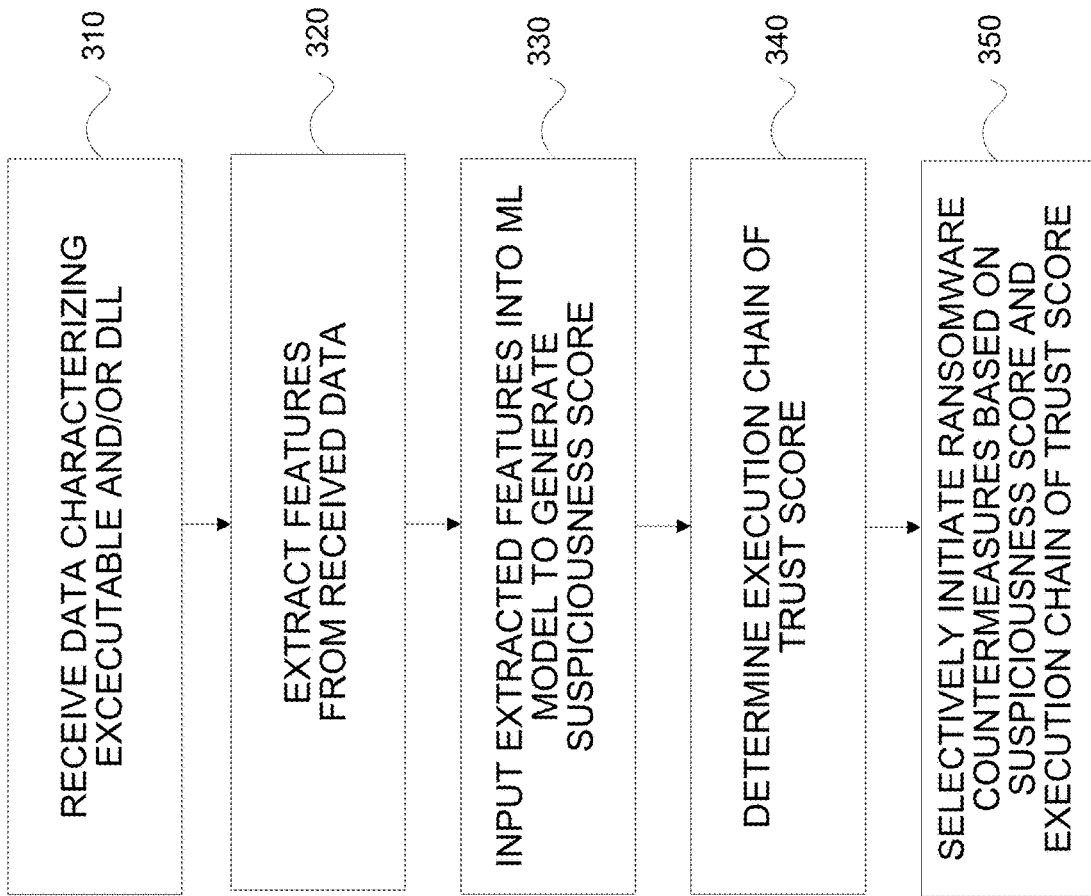 RECEIVE DATA CHARACTERIZING
EXCECUTABLE AND/OR DLL
310
EXTRACT FEATURES
FROM RECEIVED DATA
320
INPUT EXTRACTED FEATURES INTO ML
MODEL TO GENERATE
SUSPICIOUSNESS SCORE
330
DETERMINE EXECUTION CHAIN OF
TRUST SCORE
340
SELECTIVELY INITIATE RANSOMWARE
COUNTERMEASURES BASED ON
SUSPICIOUSNESS SCORE AND
EXECUTION CHAIN OF TRUST SCORE
350